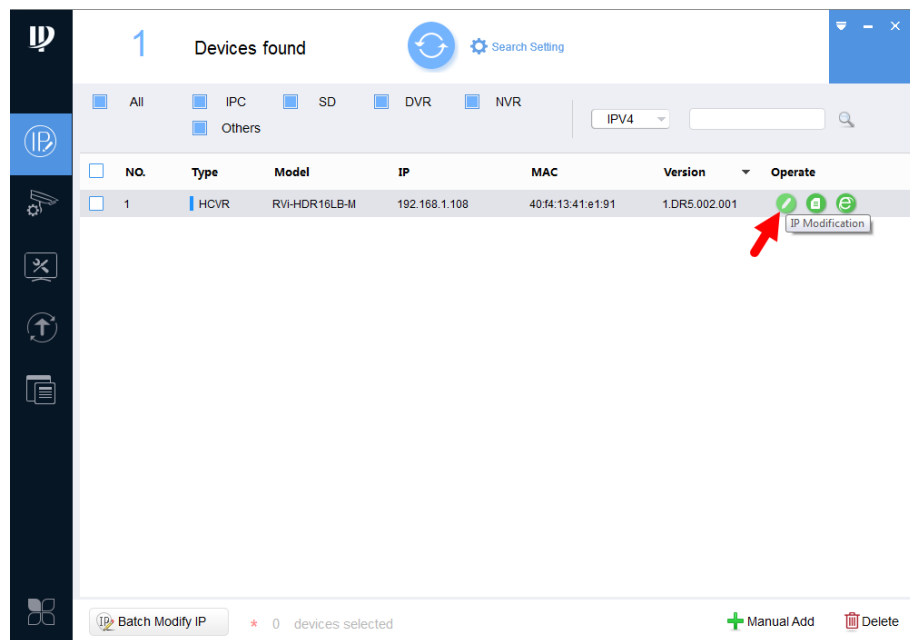 1 Devices found Search Setting
All IPC SD DVR NVR
Others
IPV4
IP
NO. Type Model IP MAC Version Operate
1 HCVR RVi-HDR16LB-M 192.168.1.108 40:f4:13:41:e1:91 1.DR5.002.001
IP Modification
IP Batch Modify IP * 0 devices selected Manual Add Delete